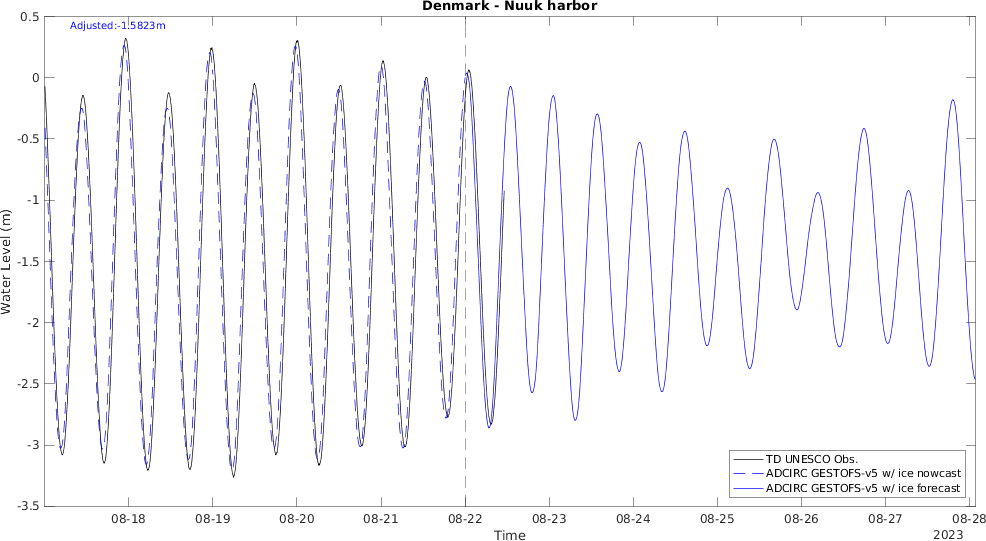 Denmark - Nuuk harbor
Adjusted:-1.5823m
0.5
0
-0.5
-1
-1.5
-2
-2.5
-3
-3.5
Water Level (m)
TD UNESCO Obs.
ADCIRC GESTOFS-v5 w/ ice nowcast
ADCIRC GESTOFS-v5 w/ ice forecast
08-18 08-19 08-20 08-21 08-22 08-23 08-24 08-25 08-26 08-27 08-28
Time
2023